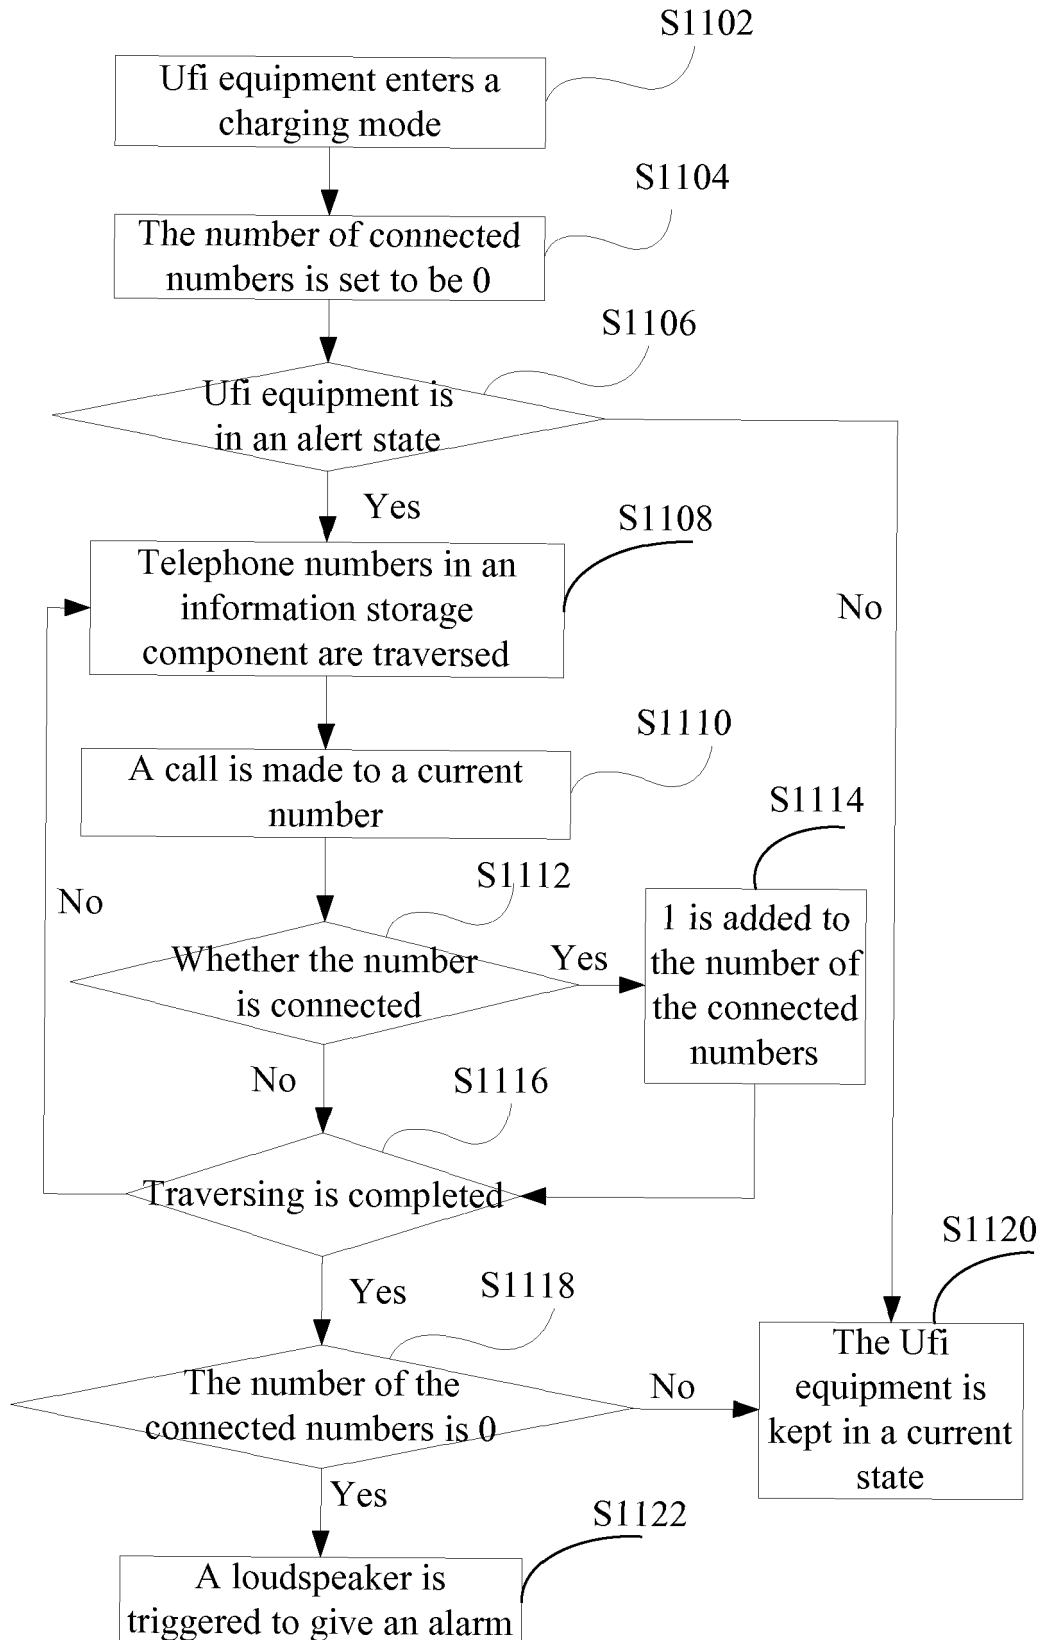 S1102
Ufi equipment enters a
charging mode
S1104
The number of connected
numbers is set to be 0
S1106
Ufi equipment is
in an alert state
Yes
S1108
Telephone numbers in an
information storage
component are traversed
No
S1110
A call is made to a current
number
S1114
S1112
No
1 is added to
the number of
the connected
numbers
Whether the number
is connected
Yes
No
S1116
Traversing is completed
S1120
Yes
S1118
The Ufi
equipment is
kept in a current
state
The number of the
connected numbers is 0
No
Yes
S1122
A loudspeaker is
triggered to give an alarm